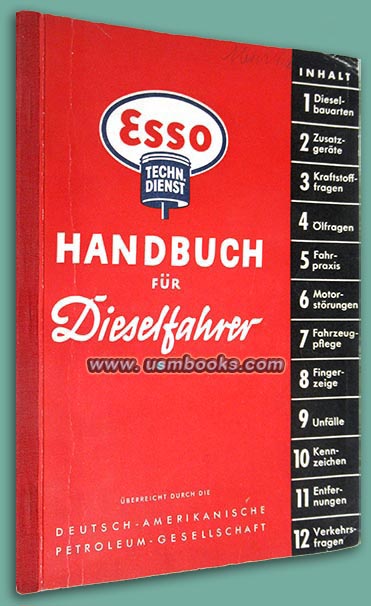 Esso
TECHN.
DIENST
HANDBUCH
FÜR
Dieselfahrer
www.usmbooks.com
ÜBERREICHT DURCH DIE
DEUTSCH-AMERIKANISCHE
PETROLEUM-GESELLSCHAFT
INHALT
1 Diesel-
bauarten
2 Zusatz-
geräte
3 Kraftstoff-
fragen
4 Ölfragen
5 Fahr-
praxis
6 Motor-
störungen
7 Fahrzeug-
pflege
8 Finger-
zeige
9 Unfälle
10 Kenn-
zeichen
11 Entfer-
nungen
12 Verkehrs-
fragen